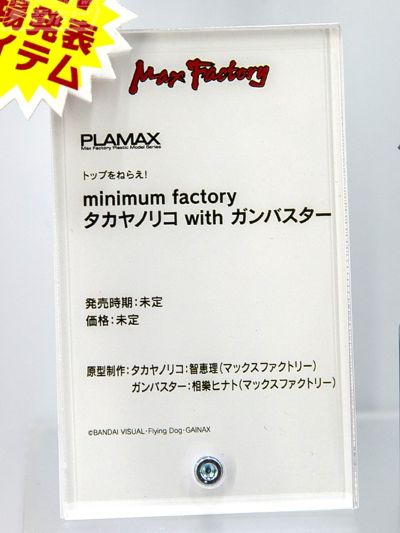 場発表
イテム
Max Factory
PLAMAX
Max Factory Plastic Model Series
トップをねらえ!
minimum factory
タカヤノリコ with ガンバスター
発売時期:未定
価格:未定
原型制作:タカヤノリコ:智恵理(マックスファクトリー)
ガンバスター:相樂ヒナト(マックスファクトリー)
©BANDAI VISUAL・Flying Dog・GAINAX